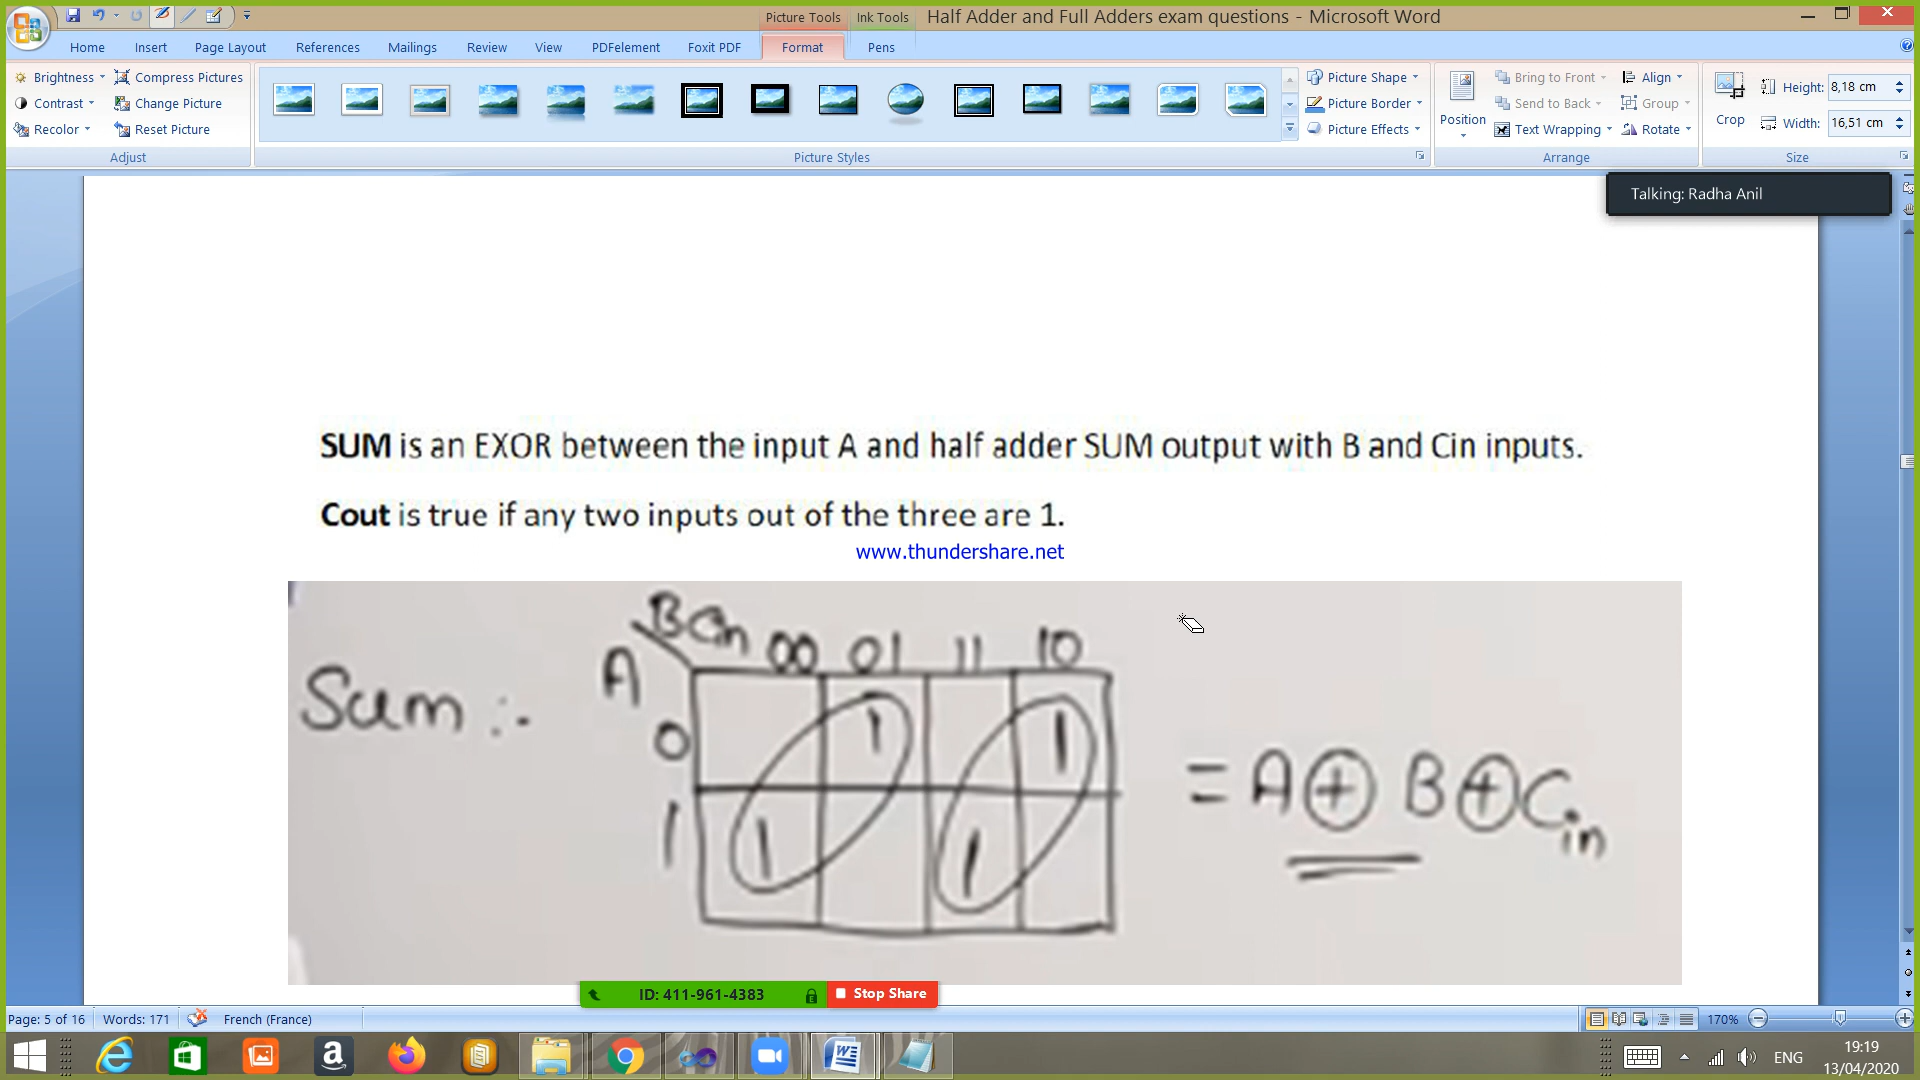 Picture Tools Ink Tools Half Adder and Full Adders exam questions - Microsoft Word
Home Insert Page Layout References Mailings Review View PDFelement Foxit PDF Format Pens
Brightness Compress Pictures Picture Shape Bring to Front Align Height: 8,18 cm
Contrast Change Picture Picture Border Send to Back Group Position Crop
Recolor Reset Picture Picture Effects Text Wrapping Rotate Width: 16,51 cm
Adjust Picture Styles Arrange Size
Talking: Radha Anil
SUM is an EXOR between the input A and half adder SUM output with B and Cin inputs.
Cout is true if any two inputs out of the three are 1.
www.thundershare.net
BCin 00 01 11 10
Sum :- A
0 1 1
= A ⊕ B ⊕ Cin
1 1 1
ID: 411-961-4383 Stop Share
Page: 5 of 16 Words: 171 French (France) 170%
19:19
ENG
13/04/2020